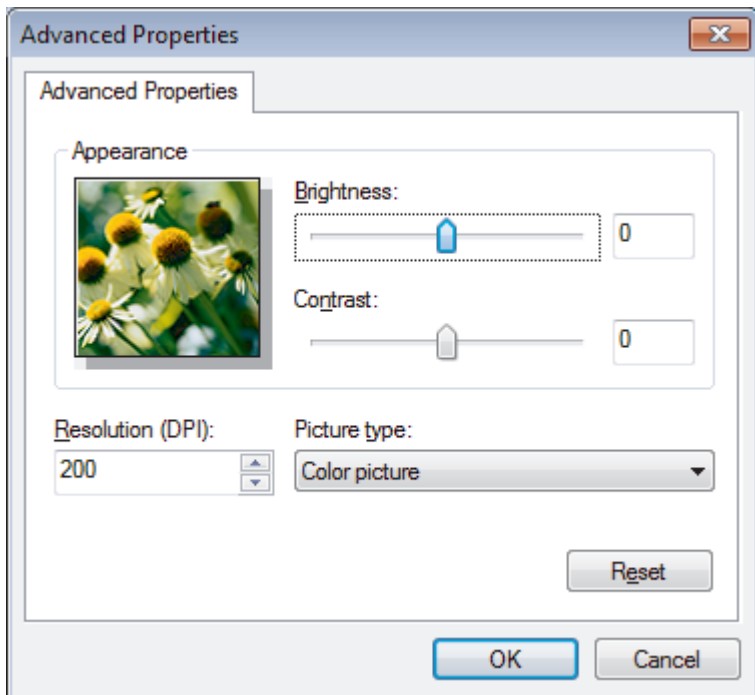 Advanced Properties
Advanced Properties
Appearance
Brightness:
0
Contrast:
0
Resolution (DPI):
Picture type:
200
Color picture
Reset
OK
Cancel